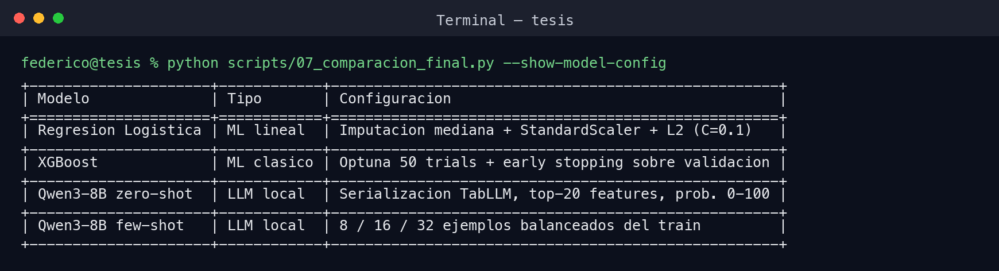 Terminal — tesis
federico@tesis % python scripts/07_comparacion_final.py --show-model-config
+---------------------+------------+----------------------------------------------------+
| Modelo              | Tipo       | Configuracion                                      |
+=====================+============+====================================================+
| Regresion Logistica | ML lineal  | Imputacion mediana + StandardScaler + L2 (C=0.1)   |
+---------------------+------------+----------------------------------------------------+
| XGBoost             | ML clasico | Optuna 50 trials + early stopping sobre validacion |
+---------------------+------------+----------------------------------------------------+
| Qwen3-8B zero-shot  | LLM local  | Serializacion TabLLM, top-20 features, prob. 0-100 |
+---------------------+------------+----------------------------------------------------+
| Qwen3-8B few-shot   | LLM local  | 8 / 16 / 32 ejemplos balanceados del train         |
+---------------------+------------+----------------------------------------------------+